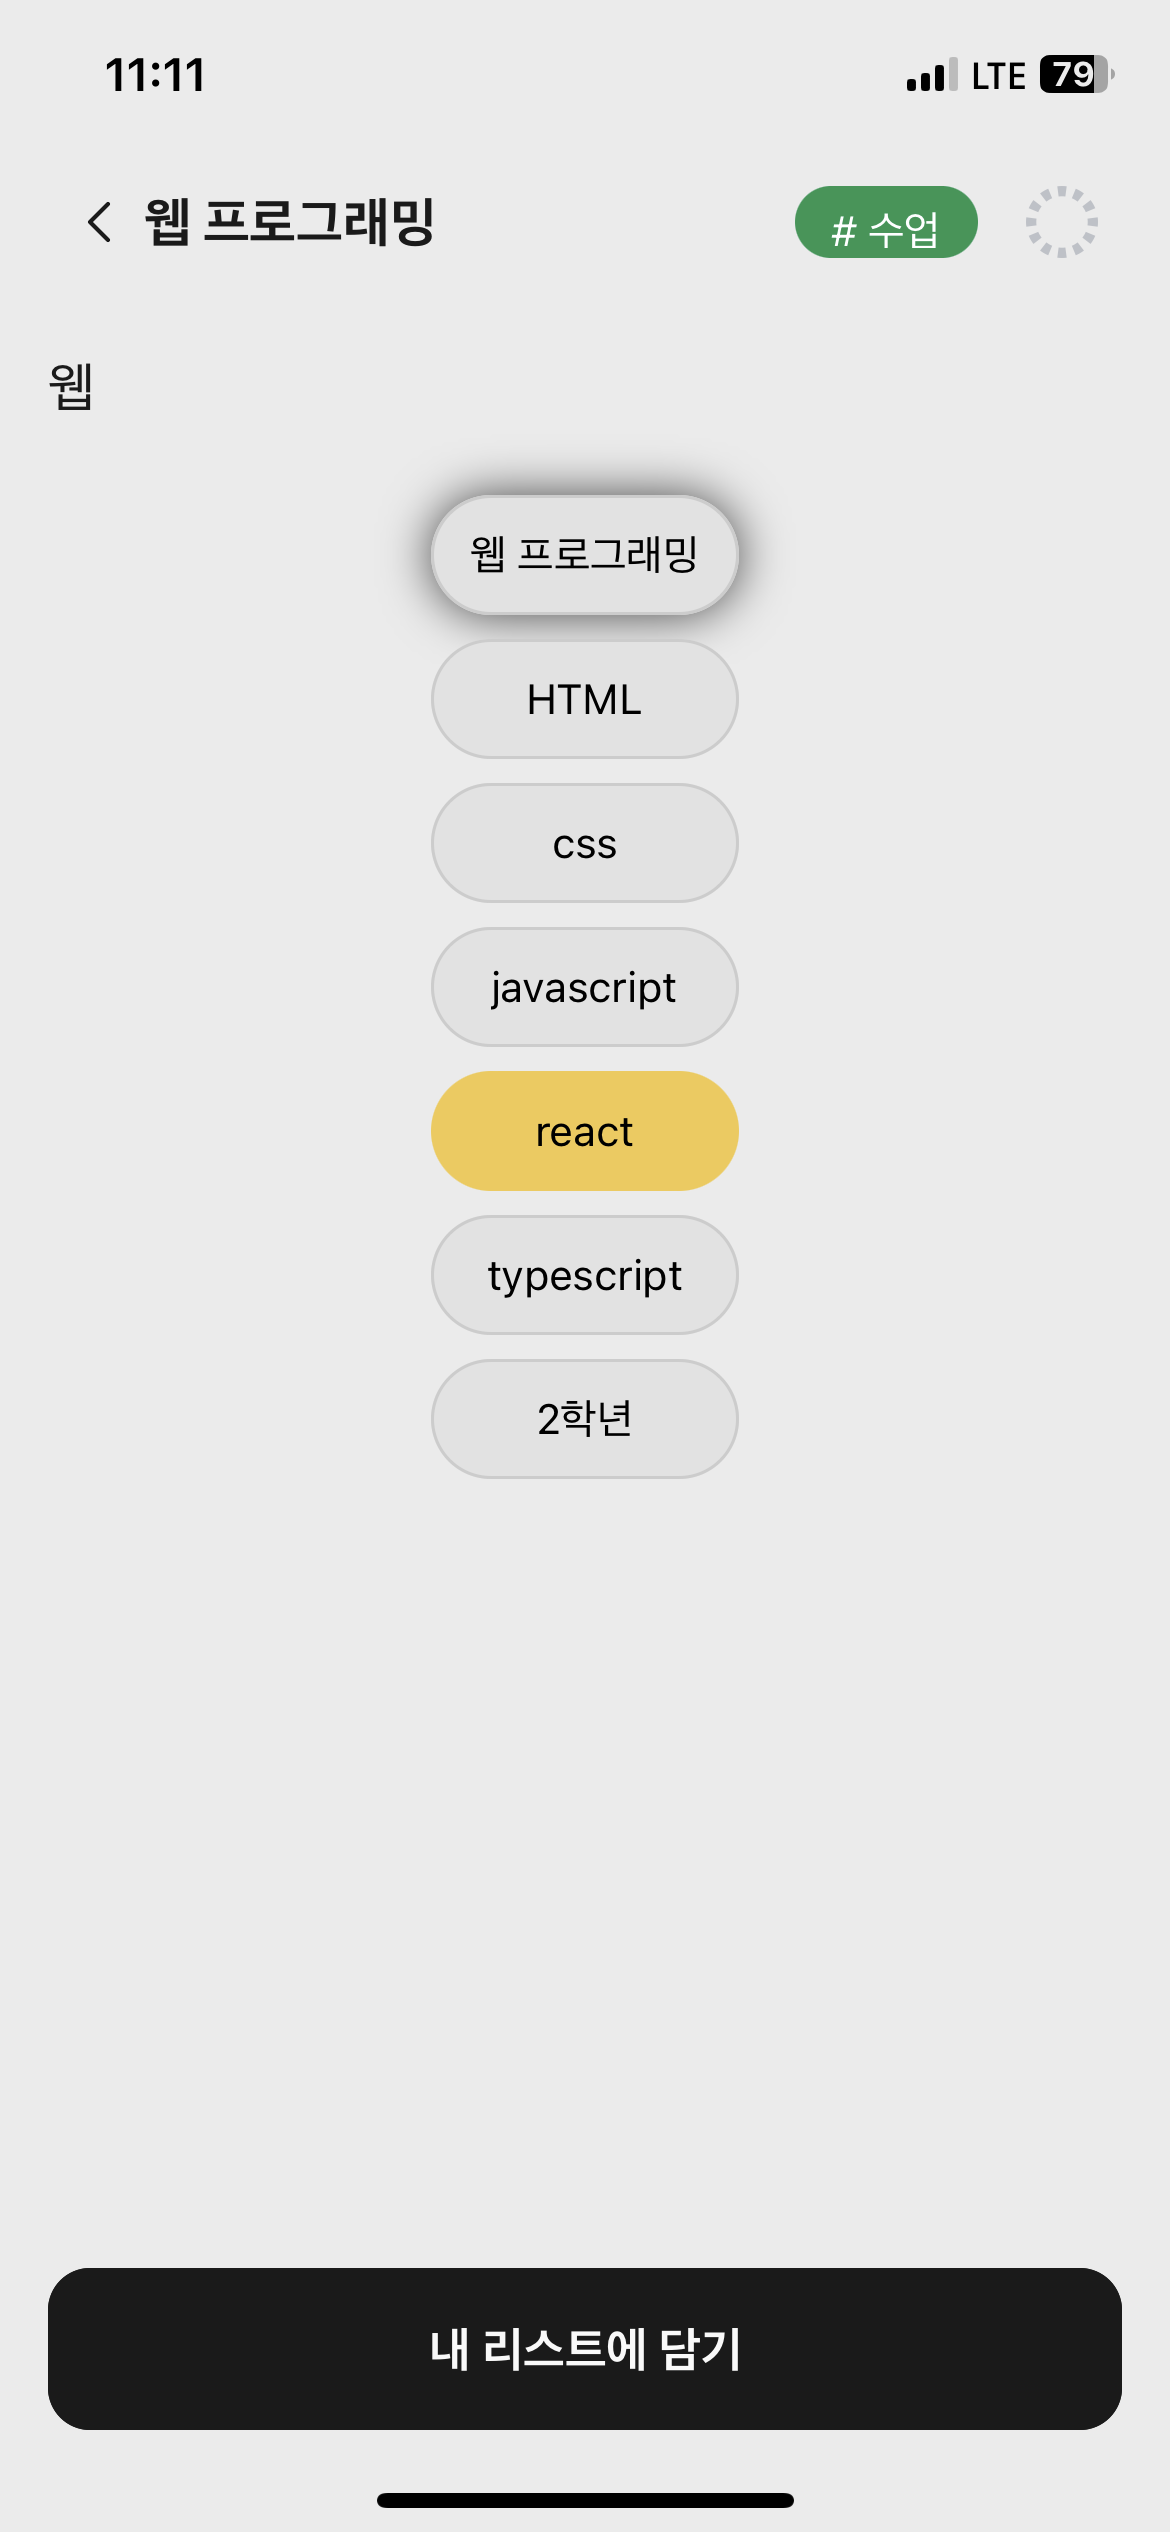 11:11 LTE 79
웹 프로그래밍 # 수업
웹
웹 프로그래밍
HTML
css
javascript
react
typescript
2학년
내 리스트에 담기